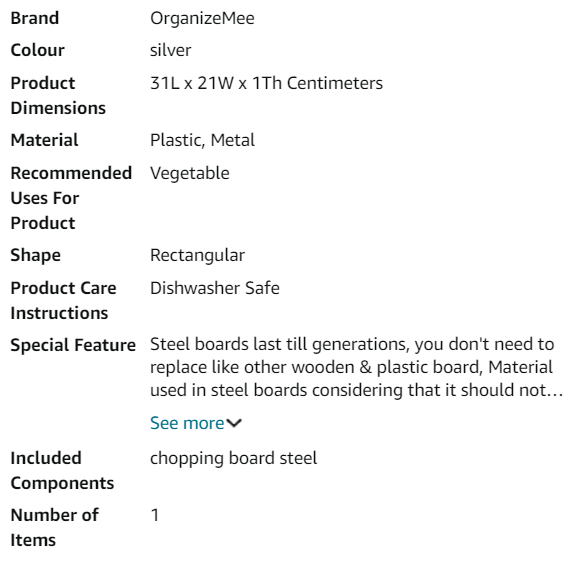 Brand OrganizeMee
Colour silver
Product 31L x 21W x 1Th Centimeters
Dimensions
Material Plastic, Metal
Recommended Vegetable
Uses For
Product
Shape Rectangular
Product Care Dishwasher Safe
Instructions
Special Feature Steel boards last till generations, you don't need to
replace like other wooden & plastic board, Material
used in steel boards considering that it should not…
See more
Included chopping board steel
Components
Number of 1
Items